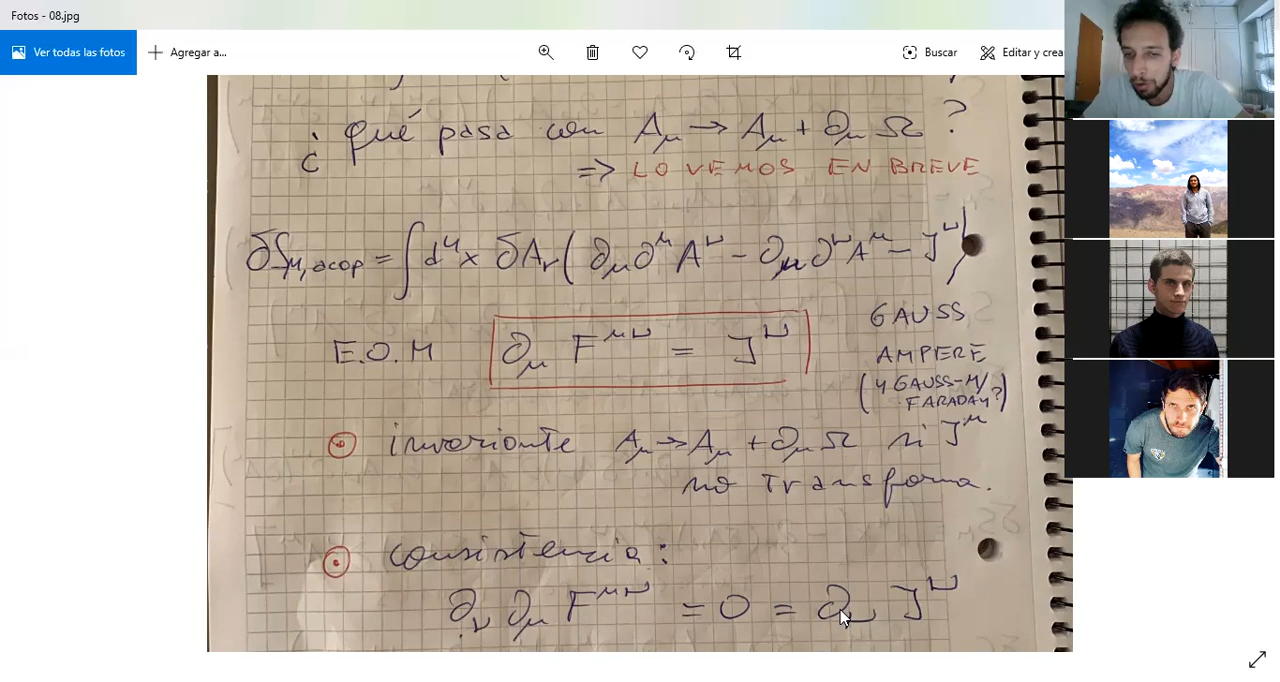 Fotos - 08.jpg
Ver todas las fotos
Agregar a...
Buscar
Editar y crea
¿ qué pasa con A_μ → A_μ + ∂_μ Ω ?
=> LO VEMOS EN BREVE
δS_{M,acop} = ∫ d⁴x δA_ν ( ∂_μ ∂^μ A^ν - ∂_μ ∂^ν A^μ - J^ν )
E.O.M ∂_μ F^{μν} = J^ν
GAUSS
AMPERE
(Y GAUSS-M/
FARADAY?)
invariante A_μ → A_μ + ∂_μ Ω si J^μ
no transforma.
consistencia:
∂_ν ∂_μ F^{μν} = 0 = ∂_ν J^ν